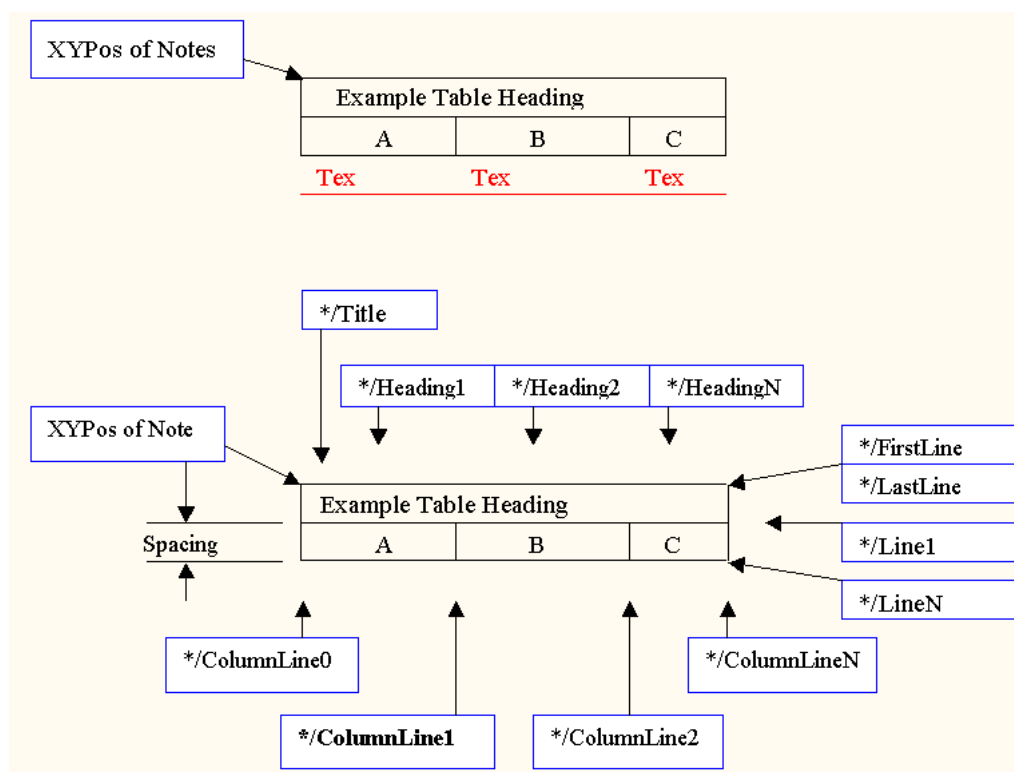 XYPos of Notes
Example Table Heading
A B C
Tex Tex Tex
*/Title
*/Heading1 */Heading2 */HeadingN
XYPos of Note
*/FirstLine
*/LastLine
Example Table Heading
Spacing
A B C
*/Line1
*/LineN
*/ColumnLine0 */ColumnLineN
*/ColumnLine1 */ColumnLine2